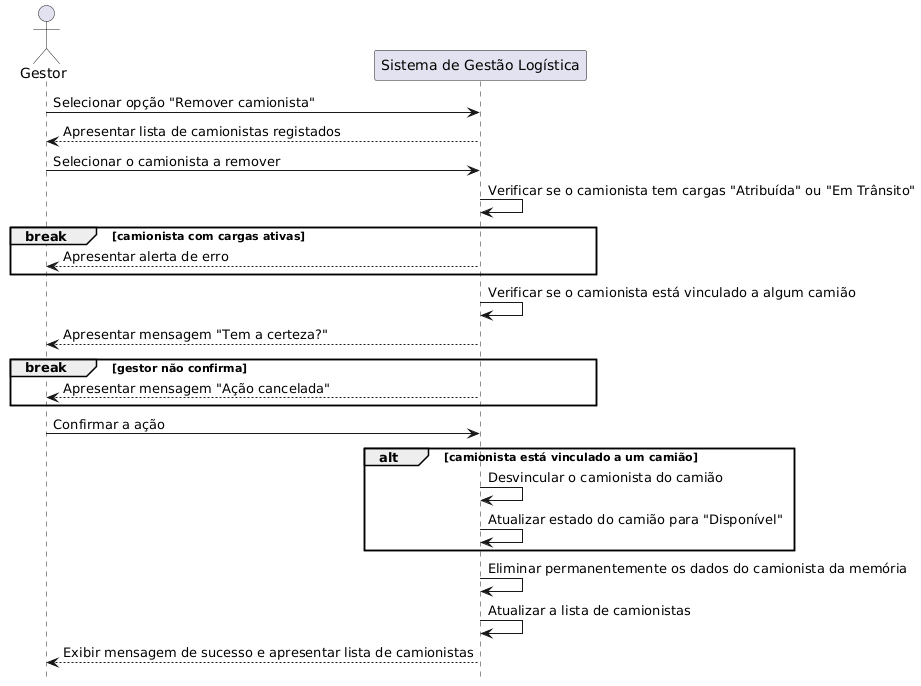 Gestor
Sistema de Gestão Logística
Selecionar opção "Remover camionista"
Apresentar lista de camionistas registados
Selecionar o camionista a remover
Verificar se o camionista tem cargas "Atribuída" ou "Em Trânsito"
break [camionista com cargas ativas]
Apresentar alerta de erro
Verificar se o camionista está vinculado a algum camião
Apresentar mensagem "Tem a certeza?"
break [gestor não confirma]
Apresentar mensagem "Ação cancelada"
Confirmar a ação
alt [camionista está vinculado a um camião]
Desvincular o camionista do camião
Atualizar estado do camião para "Disponível"
Eliminar permanentemente os dados do camionista da memória
Atualizar a lista de camionistas
Exibir mensagem de sucesso e apresentar lista de camionistas